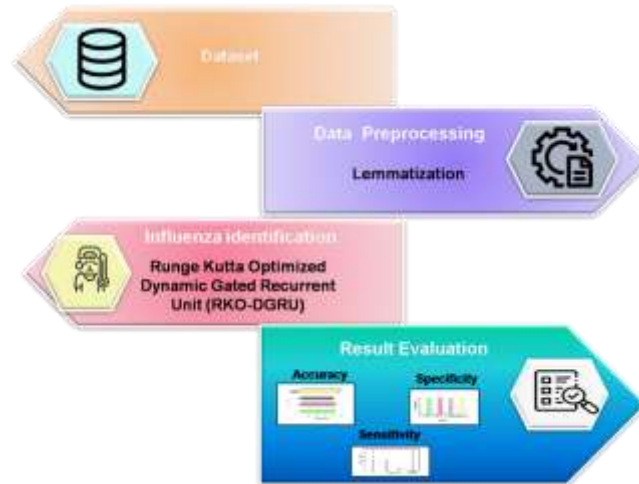 Dataset
Data Preprocessing
Lemmatization
Influenza identification
Runge Kutta Optimized
Dynamic Gated Recurrent
Unit (RKO-DGRU)
Result Evaluation
Accuracy
Specificity
Sensitivity